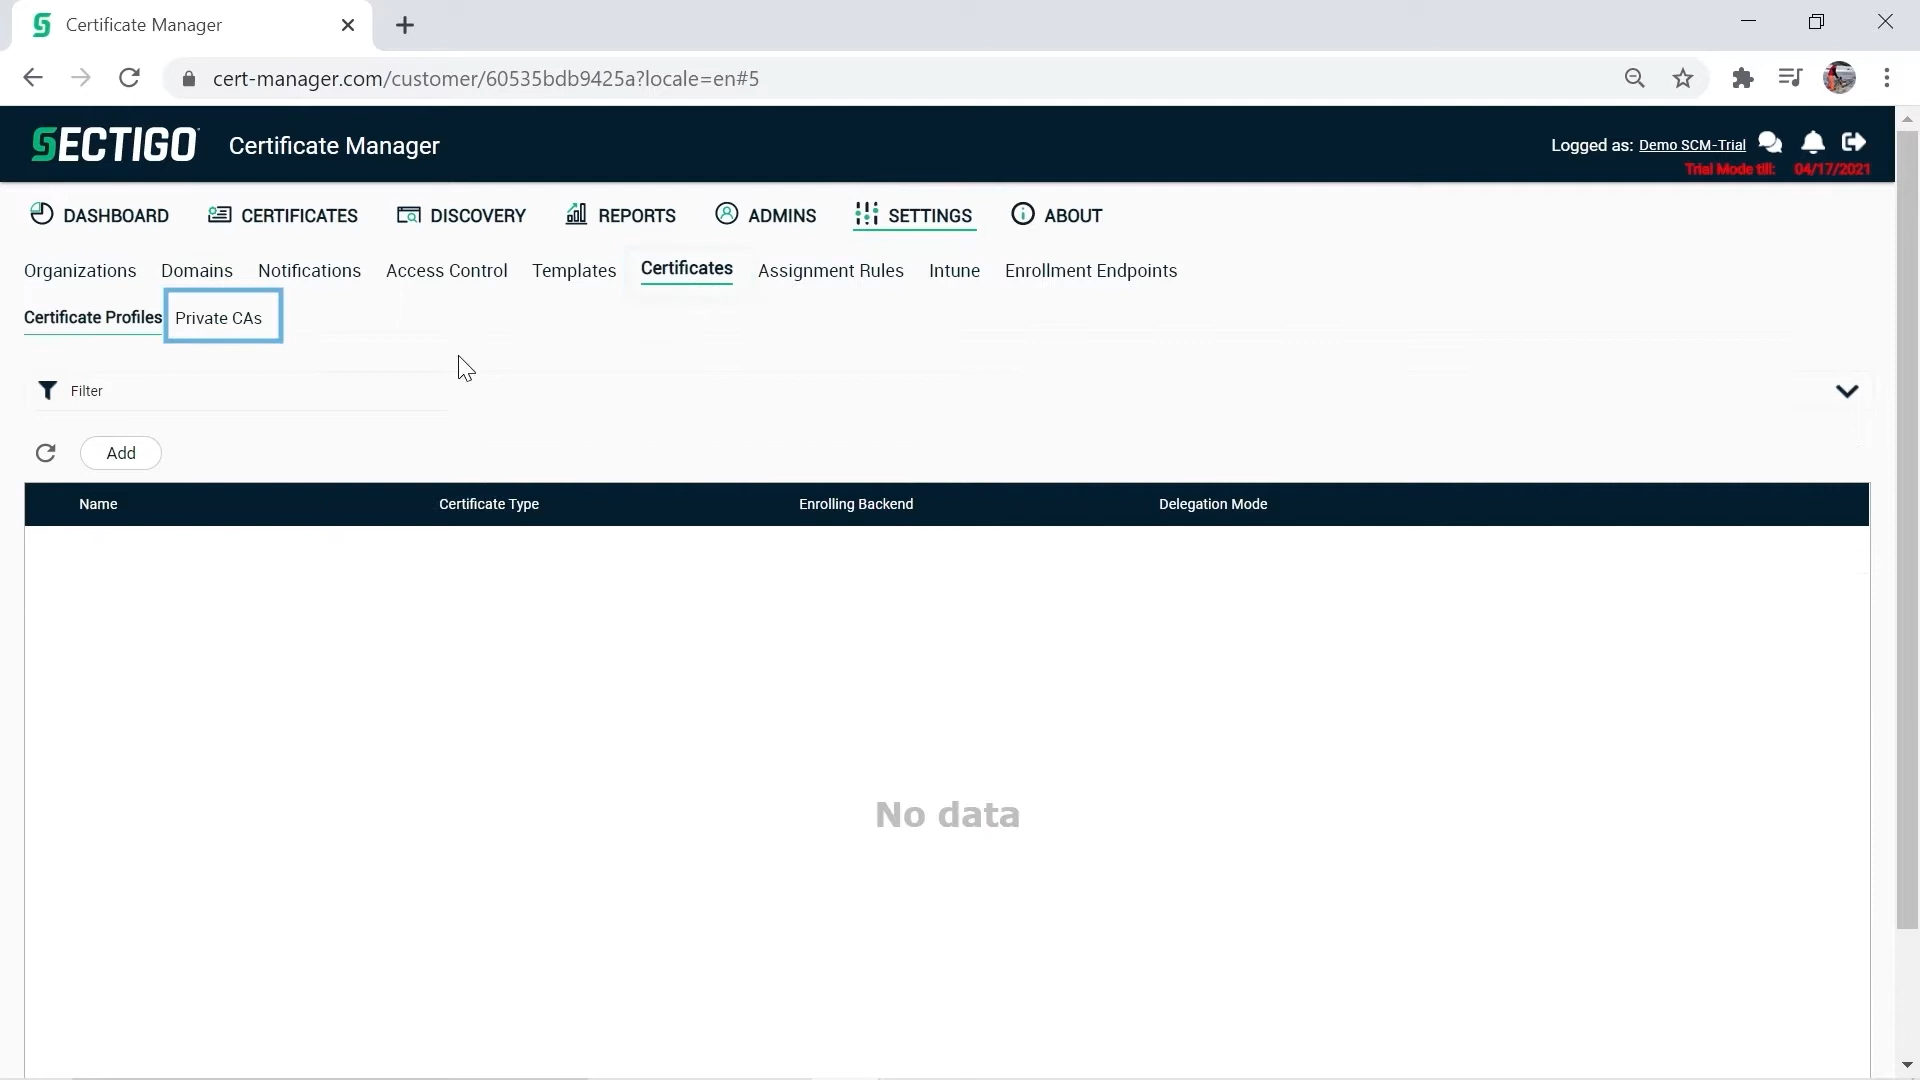 Certificate Manager
cert-manager.com/customer/60535bdb9425a?locale=en#5
SECTIGO Certificate Manager
Logged as: Demo SCM-Trial
Trial Mode till: 04/17/2021
DASHBOARD CERTIFICATES DISCOVERY REPORTS ADMINS SETTINGS ABOUT
Organizations Domains Notifications Access Control Templates Certificates Assignment Rules Intune Enrollment Endpoints
Certificate Profiles Private CAs
Filter
Add
Name Certificate Type Enrolling Backend Delegation Mode
No data